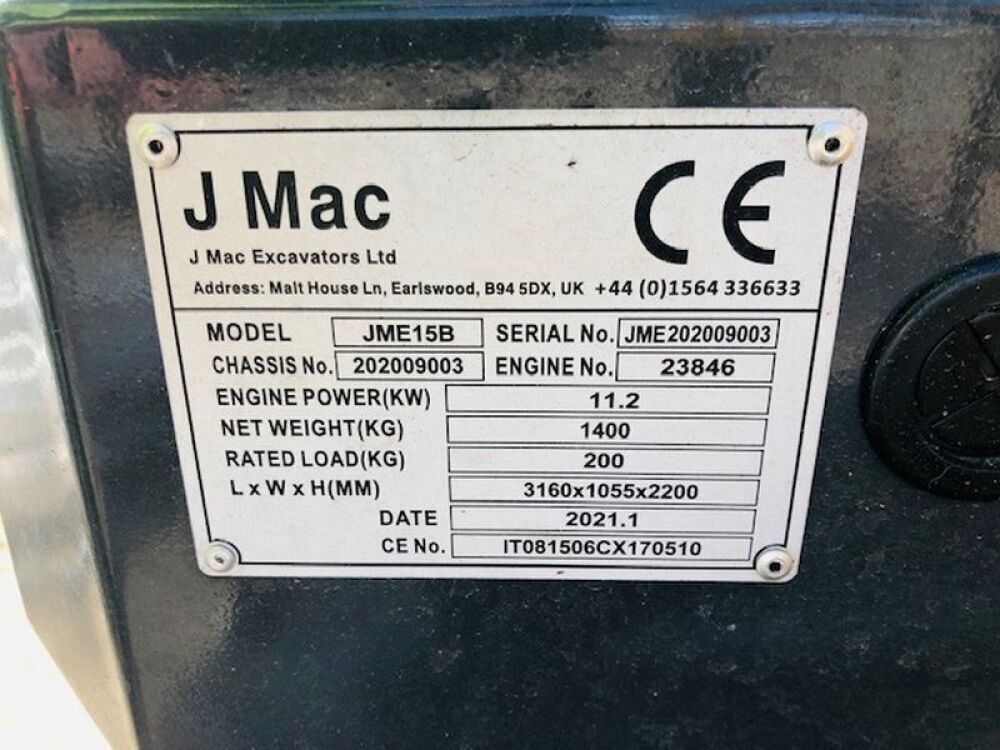 J Mac
CE
J Mac Excavators Ltd
Address: Malt House Ln, Earlswood, B94 5DX, UK +44 (0)1564 336633
MODEL JME15B SERIAL No. JME202009003
CHASSIS No. 202009003 ENGINE No. 23846
ENGINE POWER(KW) 11.2
NET WEIGHT(KG) 1400
RATED LOAD(KG) 200
L x W x H(MM) 3160x1055x2200
DATE 2021.1
CE No. IT081506CX170510